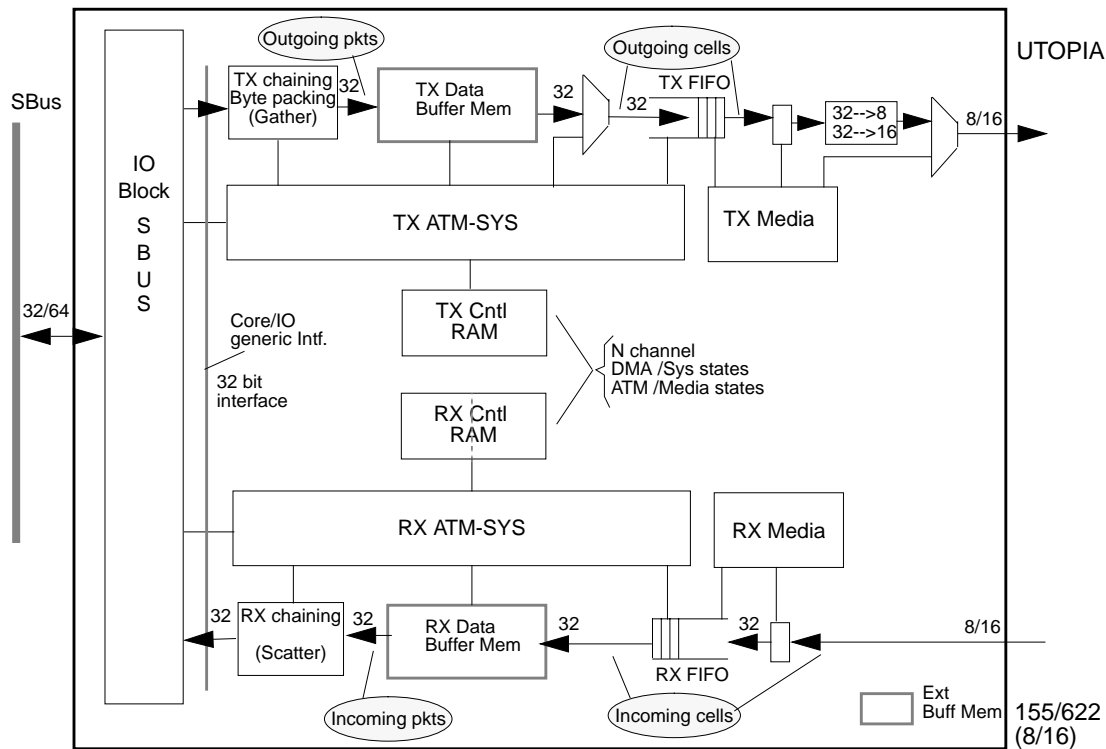 Outgoing pkts
Outgoing cells
UTOPIA
SBus
TX chaining
Byte packing
(Gather)
32
TX Data
Buffer Mem
32
32
TX FIFO
32-->8
32-->16
8/16
IO
Block
S
B
U
S
TX ATM-SYS
TX Media
32/64
Core/IO
generic Intf.
32 bit
interface
TX Cntl
RAM
N channel
DMA /Sys states
ATM /Media states
RX Cntl
RAM
RX ATM-SYS
RX Media
32
RX chaining
(Scatter)
32
RX Data
Buffer Mem
32
RX FIFO
32
8/16
Incoming pkts
Incoming cells
Ext
Buff Mem
155/622
(8/16)